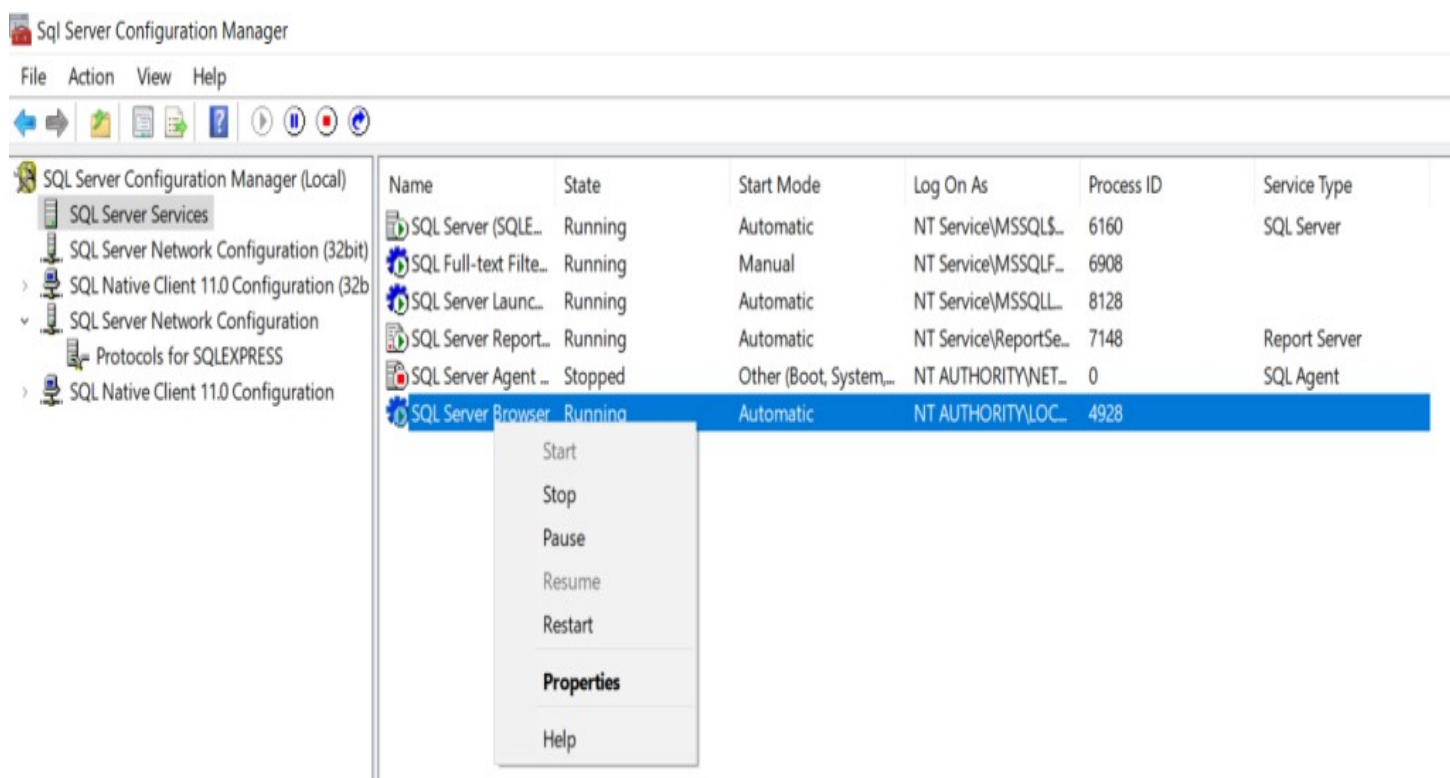 Sql Server Configuration Manager
File Action View Help
SQL Server Configuration Manager (Local)
SQL Server Services
SQL Server Network Configuration (32bit)
SQL Native Client 11.0 Configuration (32b
SQL Server Network Configuration
Protocols for SQLEXPRESS
SQL Native Client 11.0 Configuration
Name State Start Mode Log On As Process ID Service Type
SQL Server (SQLE... Running Automatic NT Service\MSSQL$... 6160 SQL Server
SQL Full-text Filte... Running Manual NT Service\MSSQLF... 6908
SQL Server Launc... Running Automatic NT Service\MSSQLL... 8128
SQL Server Report... Running Automatic NT Service\ReportSe... 7148 Report Server
SQL Server Agent ... Stopped Other (Boot, System,... NT AUTHORITY\NET... 0 SQL Agent
SQL Server Browser Running Automatic NT AUTHORITY\LOC... 4928
Start
Stop
Pause
Resume
Restart
Properties
Help